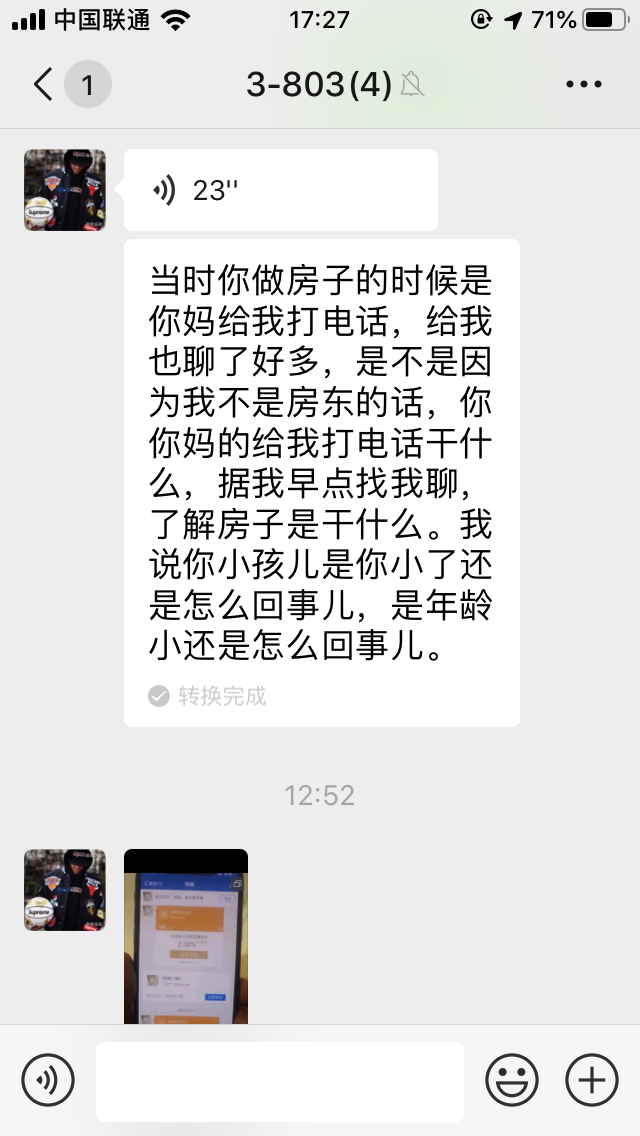 中国联通
17:27
71%
1
3-803(4)
Supreme
23''
当时你做房子的时候是
你妈给我打电话，给我
也聊了好多，是不是因
为我不是房东的话，你
你妈的给我打电话干什
么，据我早点找我聊，
了解房子是干什么。我
说你小孩儿是你小了还
是怎么回事儿，是年龄
小还是怎么回事儿。
转换完成
12:52
Supreme